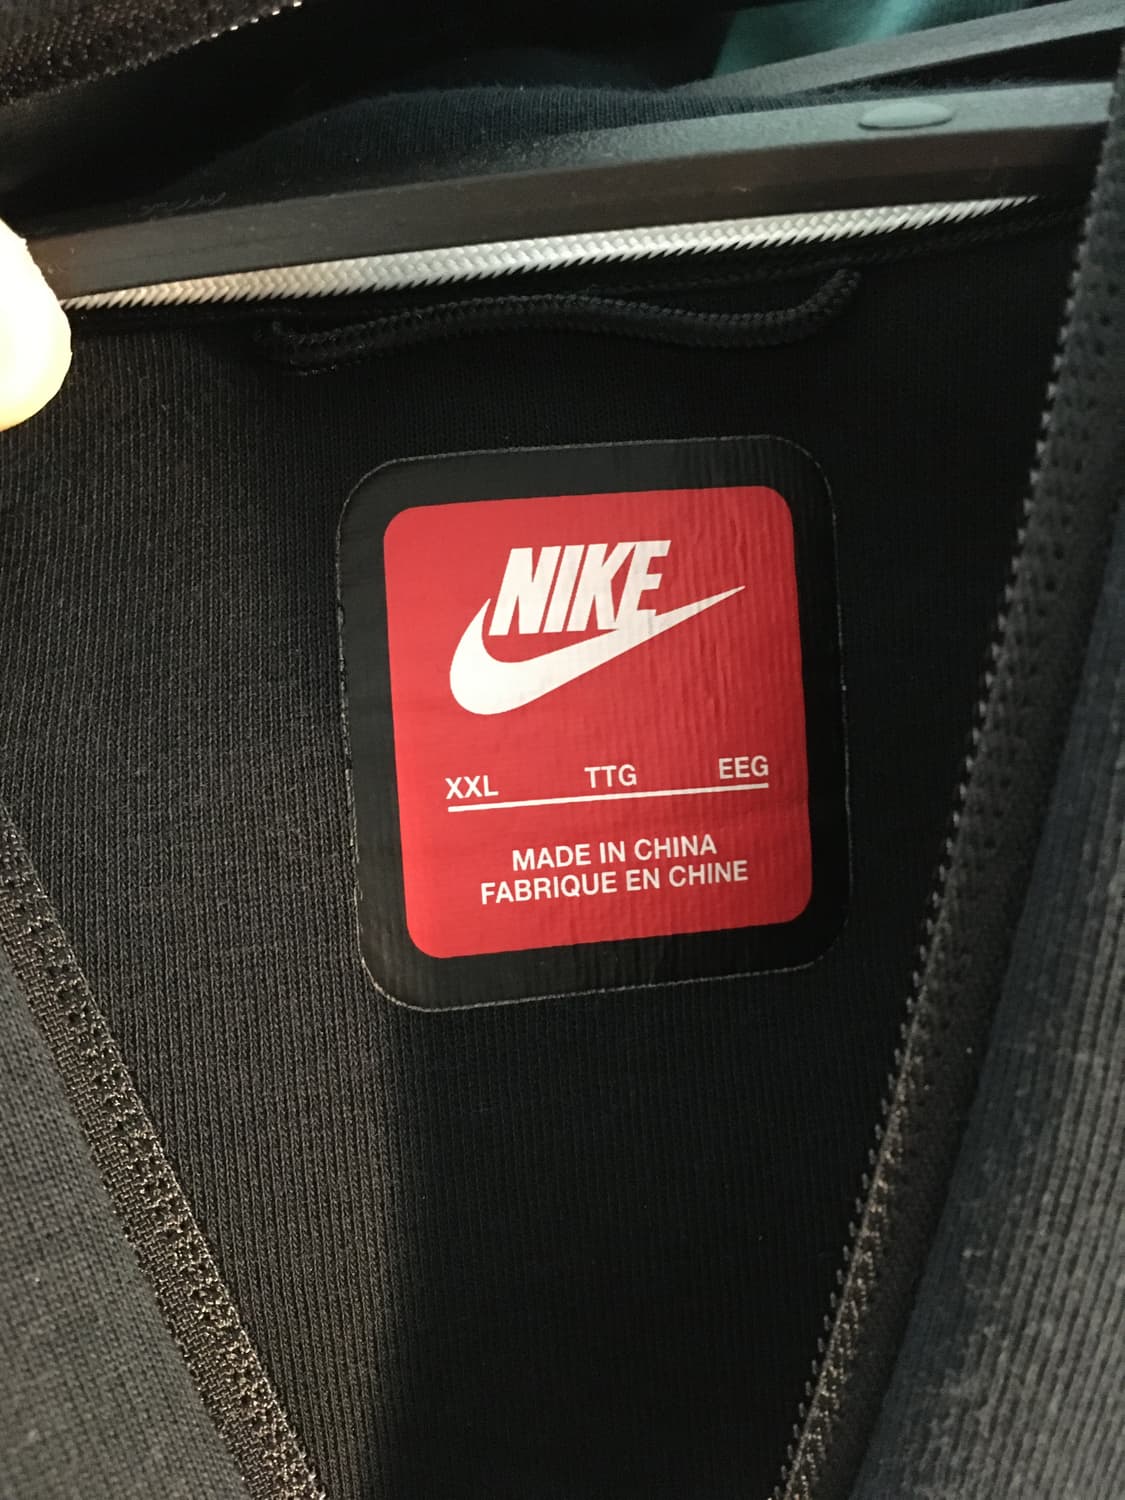 NIKE
XXL TTG EEG
MADE IN CHINA
FABRIQUE EN CHINE